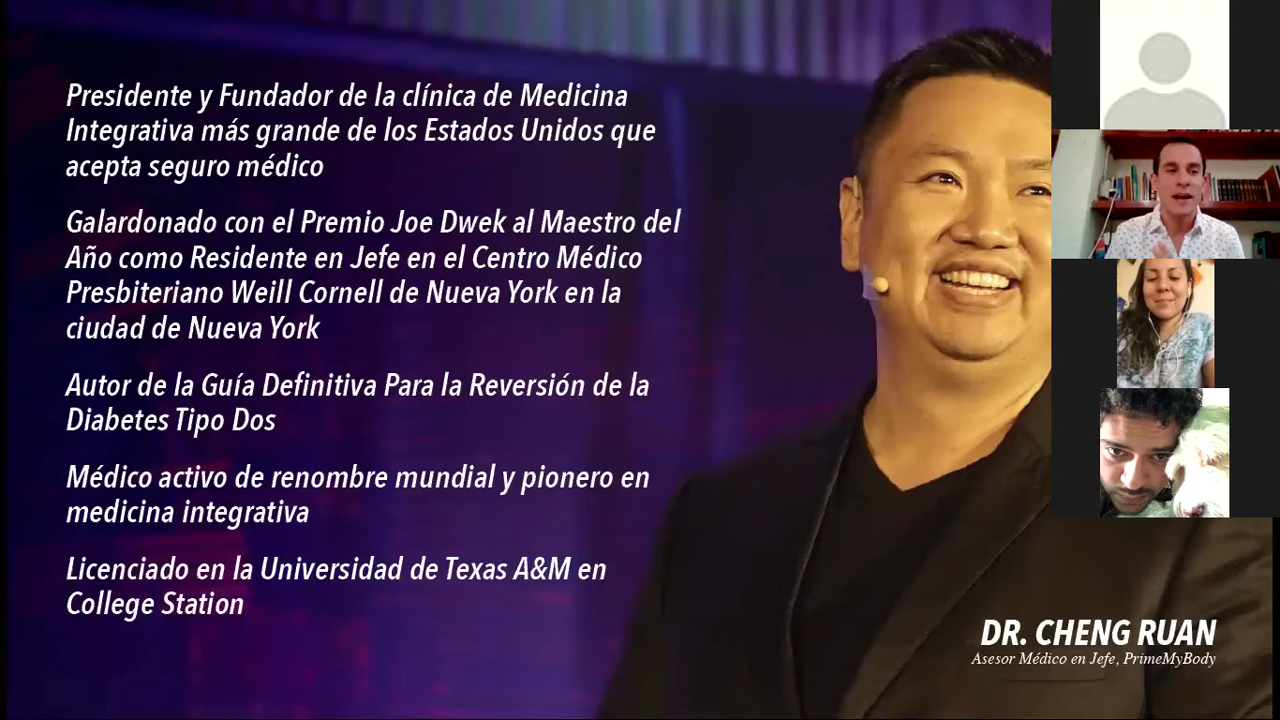 Presidente y Fundador de la clínica de Medicina
Integrativa más grande de los Estados Unidos que
acepta seguro médico
Galardonado con el Premio Joe Dwek al Maestro del
Año como Residente en Jefe en el Centro Médico
Presbiteriano Weill Cornell de Nueva York en la
ciudad de Nueva York
Autor de la Guía Definitiva Para la Reversión de la
Diabetes Tipo Dos
Médico activo de renombre mundial y pionero en
medicina integrativa
Licenciado en la Universidad de Texas A&M en
College Station
DR. CHENG RUAN
Asesor Médico en Jefe, PrimeMyBody